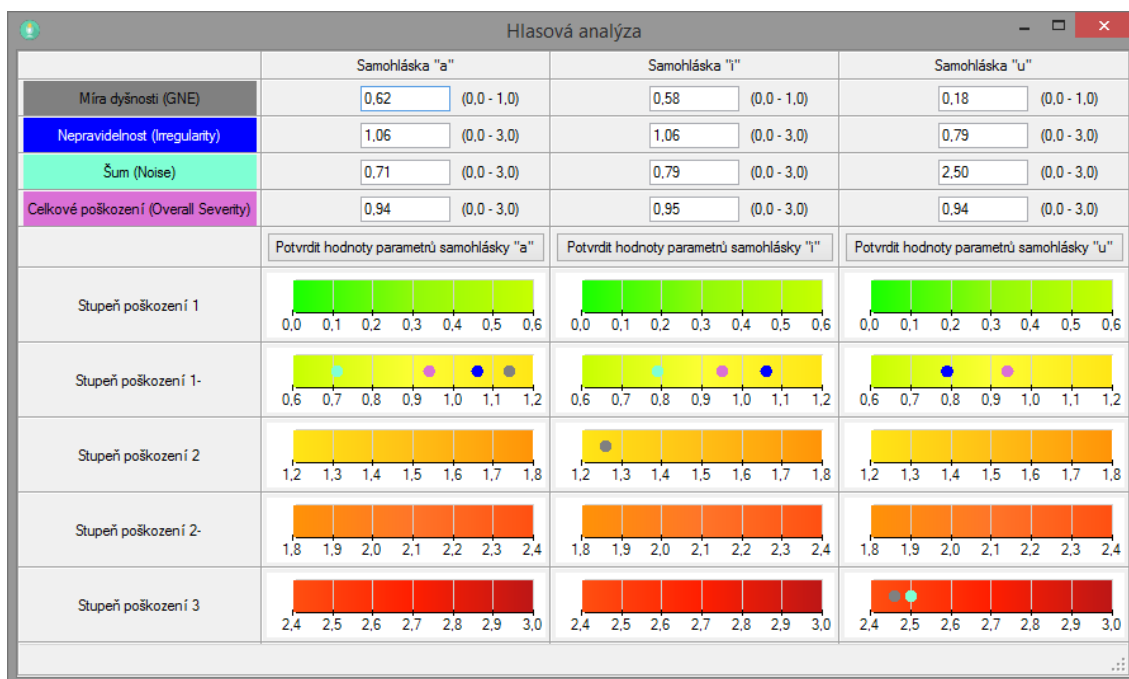 Hlasová analýza
Samohláska "a" Samohláska "i" Samohláska "u"
Míra dyšnosti (GNE) 0,62 (0,0 - 1,0) 0,58 (0,0 - 1,0) 0,18 (0,0 - 1,0)
Nepravidelnost (Irregularity) 1,06 (0,0 - 3,0) 1,06 (0,0 - 3,0) 0,79 (0,0 - 3,0)
Šum (Noise) 0,71 (0,0 - 3,0) 0,79 (0,0 - 3,0) 2,50 (0,0 - 3,0)
Celkové poškození (Overall Severity) 0,94 (0,0 - 3,0) 0,95 (0,0 - 3,0) 0,94 (0,0 - 3,0)
Potvrdit hodnoty parametrů samohlásky "a" Potvrdit hodnoty parametrů samohlásky "i" Potvrdit hodnoty parametrů samohlásky "u"
Stupeň poškození 1
0,0 0,1 0,2 0,3 0,4 0,5 0,6 0,0 0,1 0,2 0,3 0,4 0,5 0,6 0,0 0,1 0,2 0,3 0,4 0,5 0,6
Stupeň poškození 1-
0,6 0,7 0,8 0,9 1,0 1,1 1,2 0,6 0,7 0,8 0,9 1,0 1,1 1,2 0,6 0,7 0,8 0,9 1,0 1,1 1,2
Stupeň poškození 2
1,2 1,3 1,4 1,5 1,6 1,7 1,8 1,2 1,3 1,4 1,5 1,6 1,7 1,8 1,2 1,3 1,4 1,5 1,6 1,7 1,8
Stupeň poškození 2-
1,8 1,9 2,0 2,1 2,2 2,3 2,4 1,8 1,9 2,0 2,1 2,2 2,3 2,4 1,8 1,9 2,0 2,1 2,2 2,3 2,4
Stupeň poškození 3
2,4 2,5 2,6 2,7 2,8 2,9 3,0 2,4 2,5 2,6 2,7 2,8 2,9 3,0 2,4 2,5 2,6 2,7 2,8 2,9 3,0